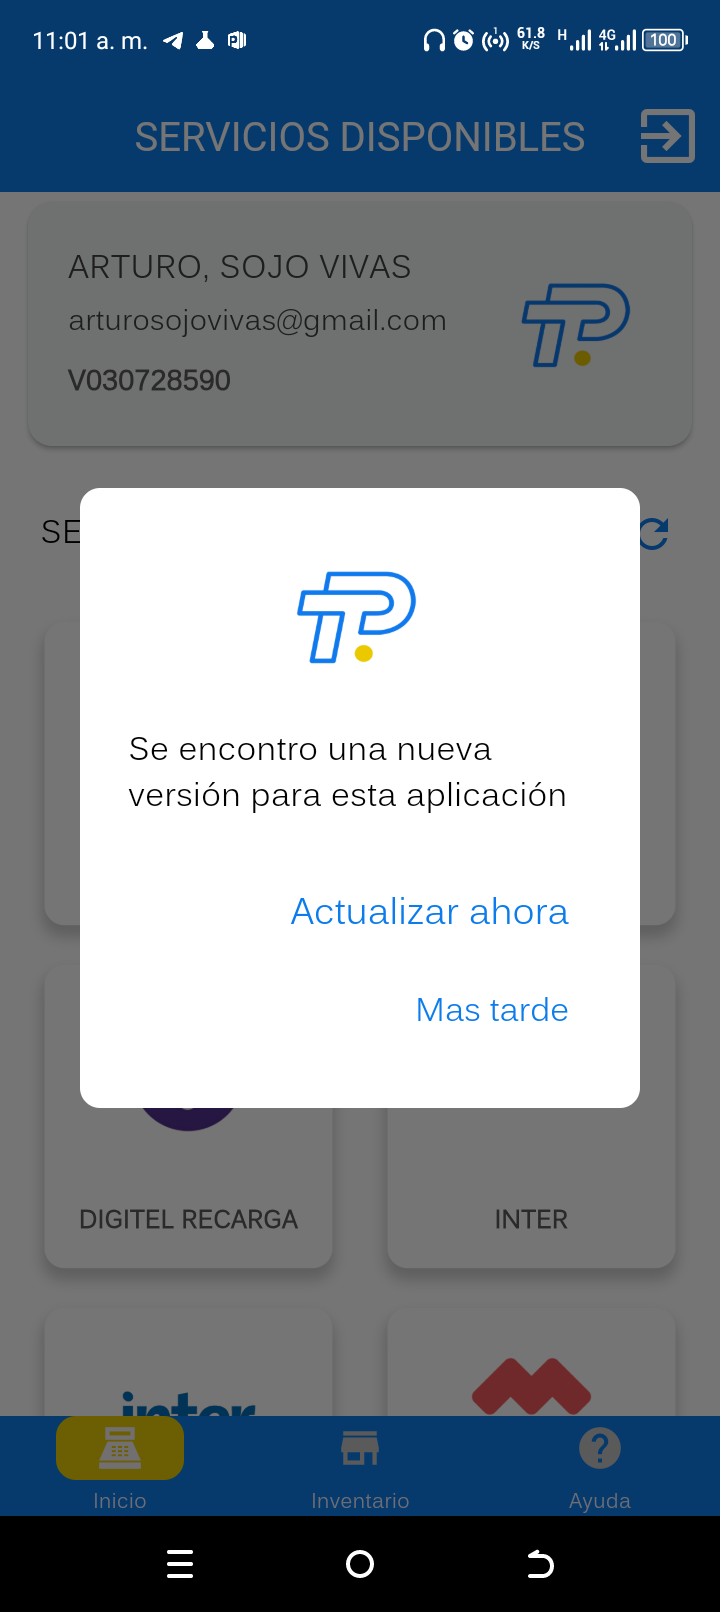 11:01 a. m.
61.8
K/S
H
4G
100
SERVICIOS DISPONIBLES
ARTURO, SOJO VIVAS
arturosojovivas@gmail.com
V030728590
SE
TP
Se encontro una nueva
versión para esta aplicación
Actualizar ahora
Mas tarde
DIGITEL RECARGA
INTER
inter
Inicio
Inventario
Ayuda